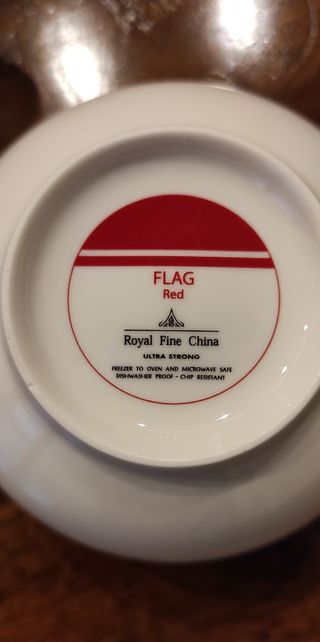 FLAG
Red
Royal Fine China
ULTRA STRONG
FREEZER TO OVEN AND MICROWAVE SAFE
DISHWASHER PROOF - CHIP RESISTANT